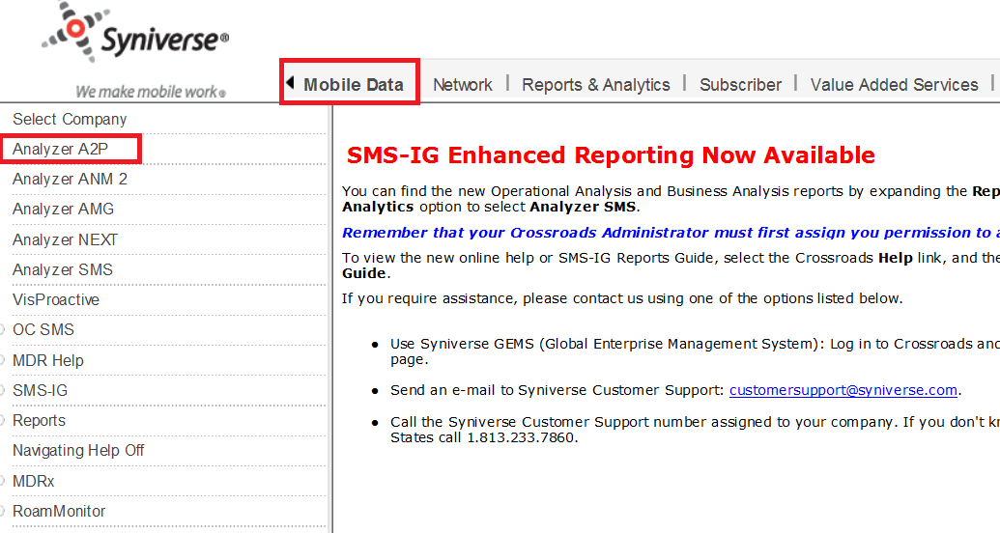 Syniverse®
We make mobile work®
Mobile Data
Network
Reports & Analytics
Subscriber
Value Added Services
Select Company
Analyzer A2P
Analyzer ANM 2
Analyzer AMG
Analyzer NEXT
Analyzer SMS
VisProactive
OC SMS
MDR Help
SMS-IG
Reports
Navigating Help Off
MDRx
RoamMonitor
SMS-IG Enhanced Reporting Now Available
You can find the new Operational Analysis and Business Analysis reports by expanding the Rep
Analytics option to select Analyzer SMS.
Remember that your Crossroads Administrator must first assign you permission to a
To view the new online help or SMS-IG Reports Guide, select the Crossroads Help link, and the
Guide.
If you require assistance, please contact us using one of the options listed below.
● Use Syniverse GEMS (Global Enterprise Management System): Log in to Crossroads and
page.
● Send an e-mail to Syniverse Customer Support: customersupport@syniverse.com.
● Call the Syniverse Customer Support number assigned to your company. If you don't kn
States call 1.813.233.7860.